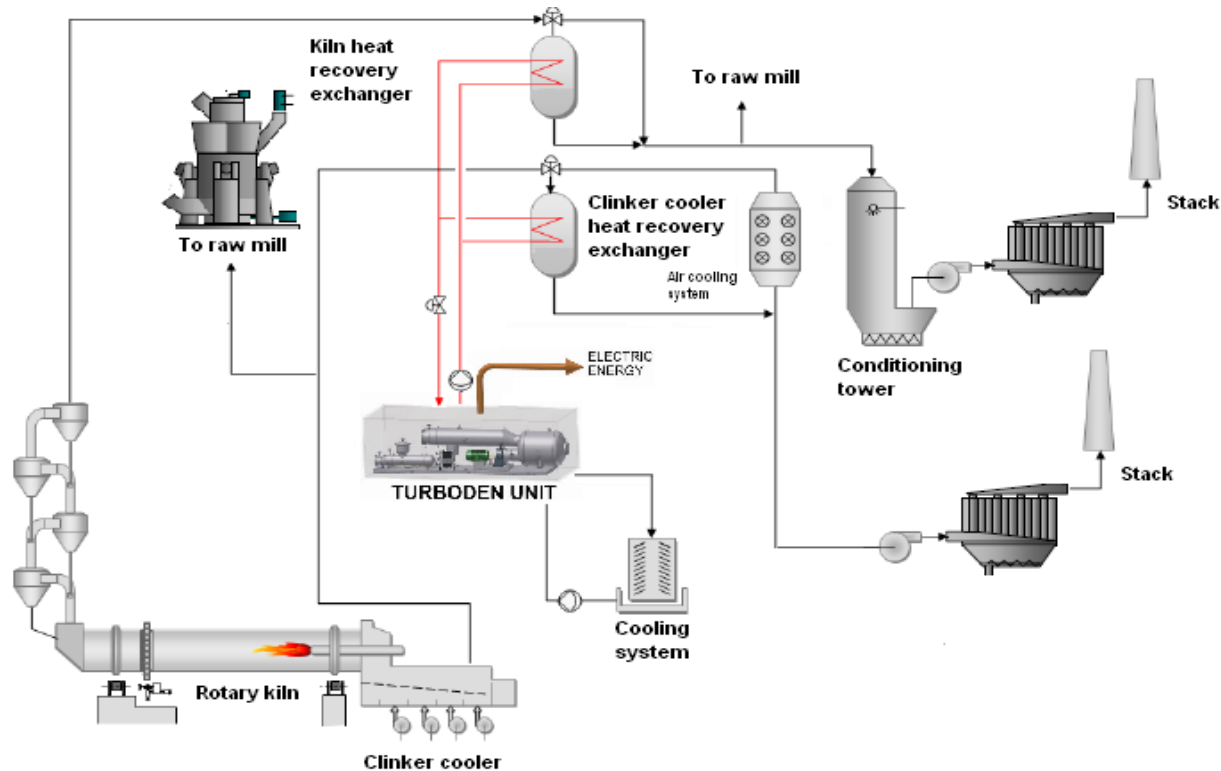 Kiln heat
recovery
exchanger
To raw mill
To raw mill
Clinker cooler
heat recovery
exchanger
Air cooling
system
Stack
Conditioning
tower
ELECTRIC
ENERGY
TURBODEN UNIT
Stack
Cooling
system
Rotary kiln
Clinker cooler